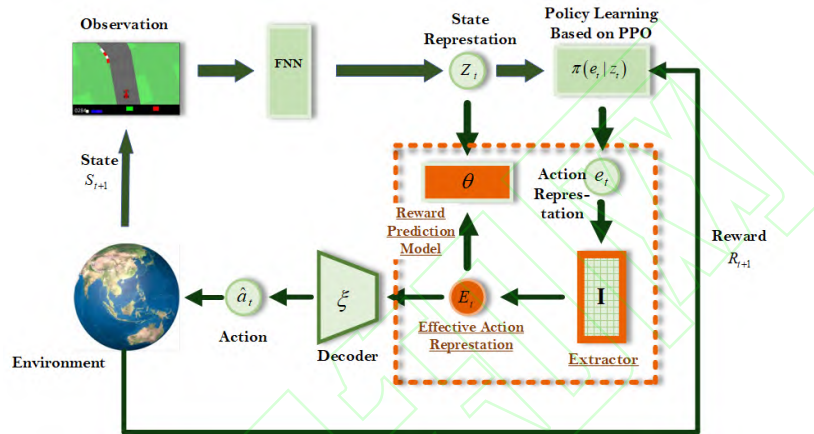 Observation
FNN
State
Represtation
Z_t
Policy Learning
Based on PPO
π(e_t | z_t)
State
S_{t+1}
θ
Reward
Prediction
Model
Action
Repres-
tation
e_t
Reward
R_{t+1}
â_t
Action
ξ
Decoder
E_t
Effective Action
Represtation
I
Extractor
Environment